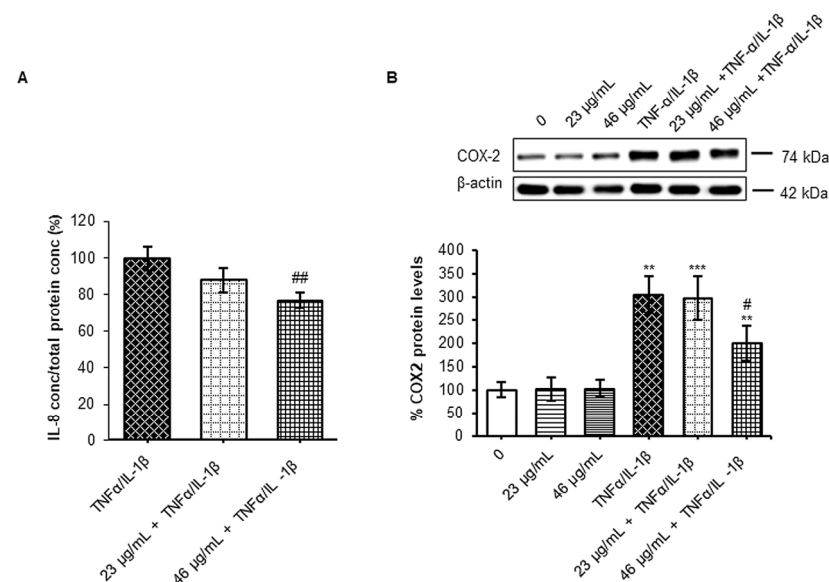 A
IL-8 conc/total protein conc (%)
120
100
80
60
40
20
0
##
TNFα/IL-1β
23 µg/mL + TNFα/IL-1β
46 µg/mL + TNFα/IL -1β
B
0
23 µg/mL
46 µg/mL
TNF-α/IL-1β
23 µg/mL +TNF-α/IL-1β
46 µg/mL +TNF-α/IL-1β
COX-2
74 kDa
β-actin
42 kDa
% COX2 protein levels
400
350
300
250
200
150
100
50
0
**
***
#
**
0
23 µg/mL
46 µg/mL
TNFα/IL-1β
23 µg/mL + TNFα/IL-1β
46 µg/mL + TNFα/IL -1β